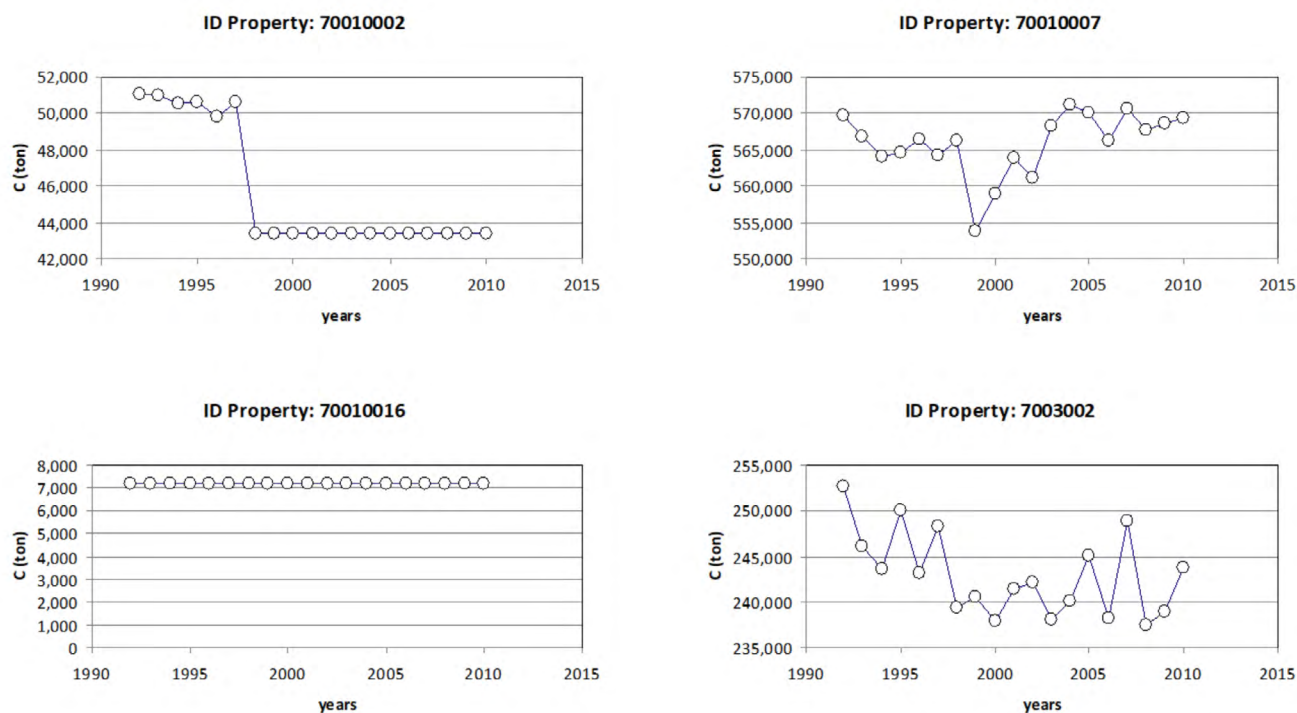 ID Property: 70010002
C (ton)
52,000
50,000
48,000
46,000
44,000
42,000
1990 1995 2000 2005 2010 2015
years
ID Property: 70010007
C (ton)
575,000
570,000
565,000
560,000
555,000
550,000
1990 1995 2000 2005 2010 2015
years
ID Property: 70010016
C (ton)
8,000
7,000
6,000
5,000
4,000
3,000
2,000
1,000
0
1990 1995 2000 2005 2010 2015
years
ID Property: 7003002
C (ton)
255,000
250,000
245,000
240,000
235,000
1990 1995 2000 2005 2010 2015
years